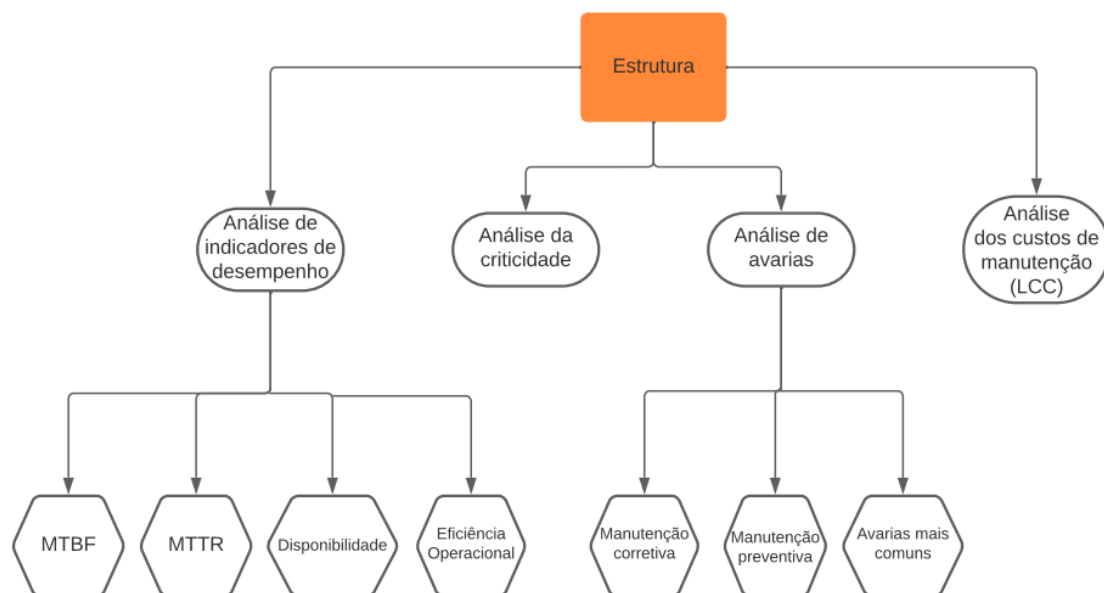 Estrutura
Análise de
indicadores de
desempenho
Análise da
criticidade
Análise de
avarias
Análise
dos custos de
manutenção
(LCC)
MTBF
MTTR
Disponibilidade
Eficiência
Operacional
Manutenção
corretiva
Manutenção
preventiva
Avarias mais
comuns